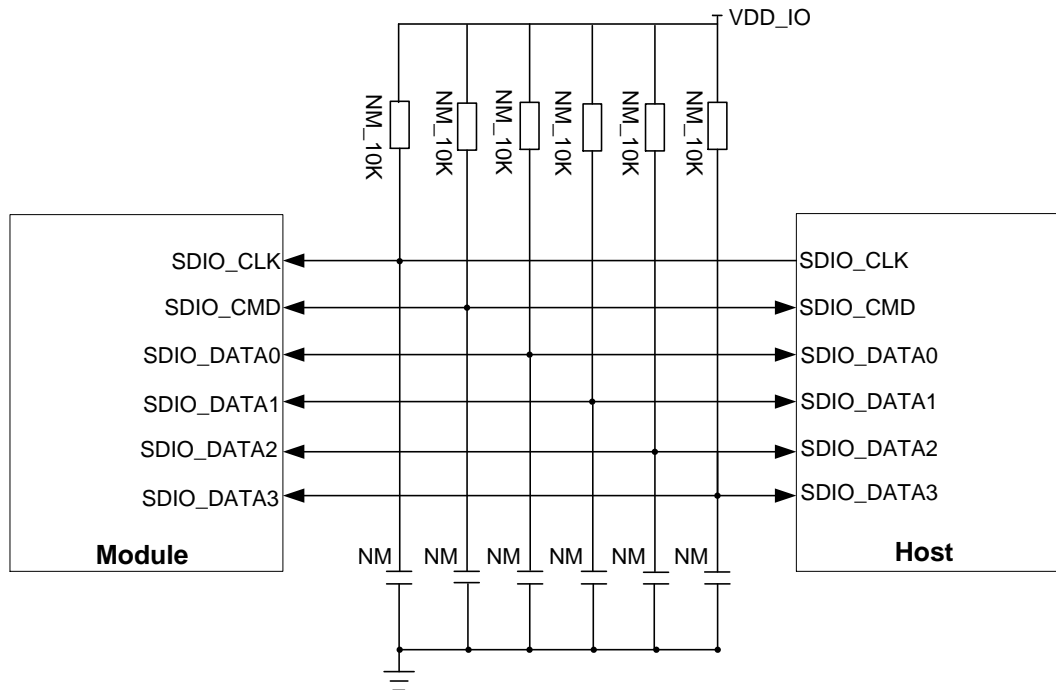 VDD_IO
NM_10K
NM_10K
NM_10K
NM_10K
NM_10K
NM_10K
SDIO_CLK
SDIO_CMD
SDIO_DATA0
SDIO_DATA1
SDIO_DATA2
SDIO_DATA3
Module
SDIO_CLK
SDIO_CMD
SDIO_DATA0
SDIO_DATA1
SDIO_DATA2
SDIO_DATA3
Host
NM
NM
NM
NM
NM
NM